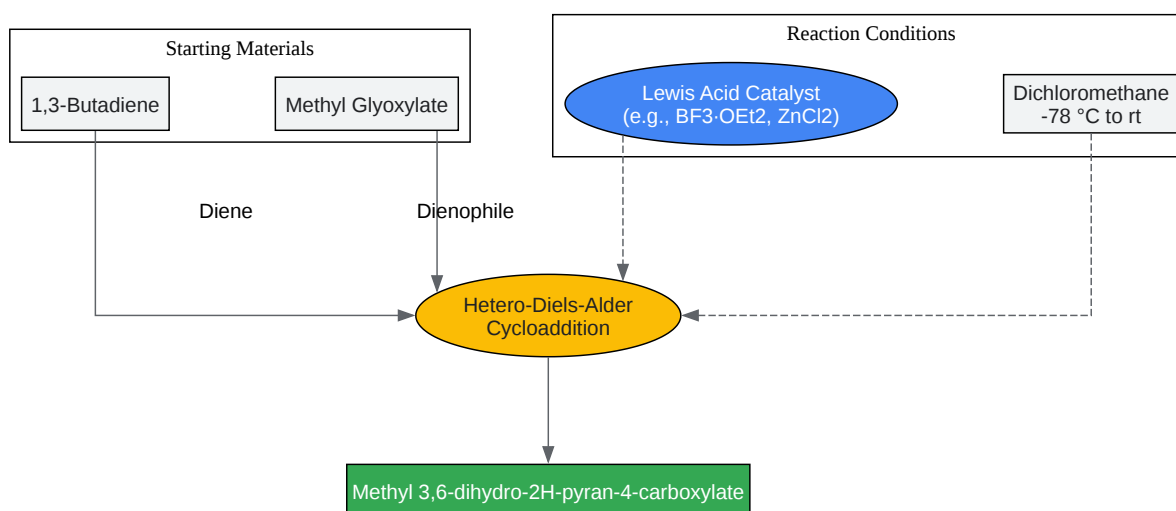 Starting Materials
1,3-Butadiene
Methyl Glyoxylate
Reaction Conditions
Lewis Acid Catalyst
(e.g., BF3·OEt2, ZnCl2)
Dichloromethane
-78 °C to rt
Diene
Dienophile
Hetero-Diels-Alder
Cycloaddition
Methyl 3,6-dihydro-2H-pyran-4-carboxylate